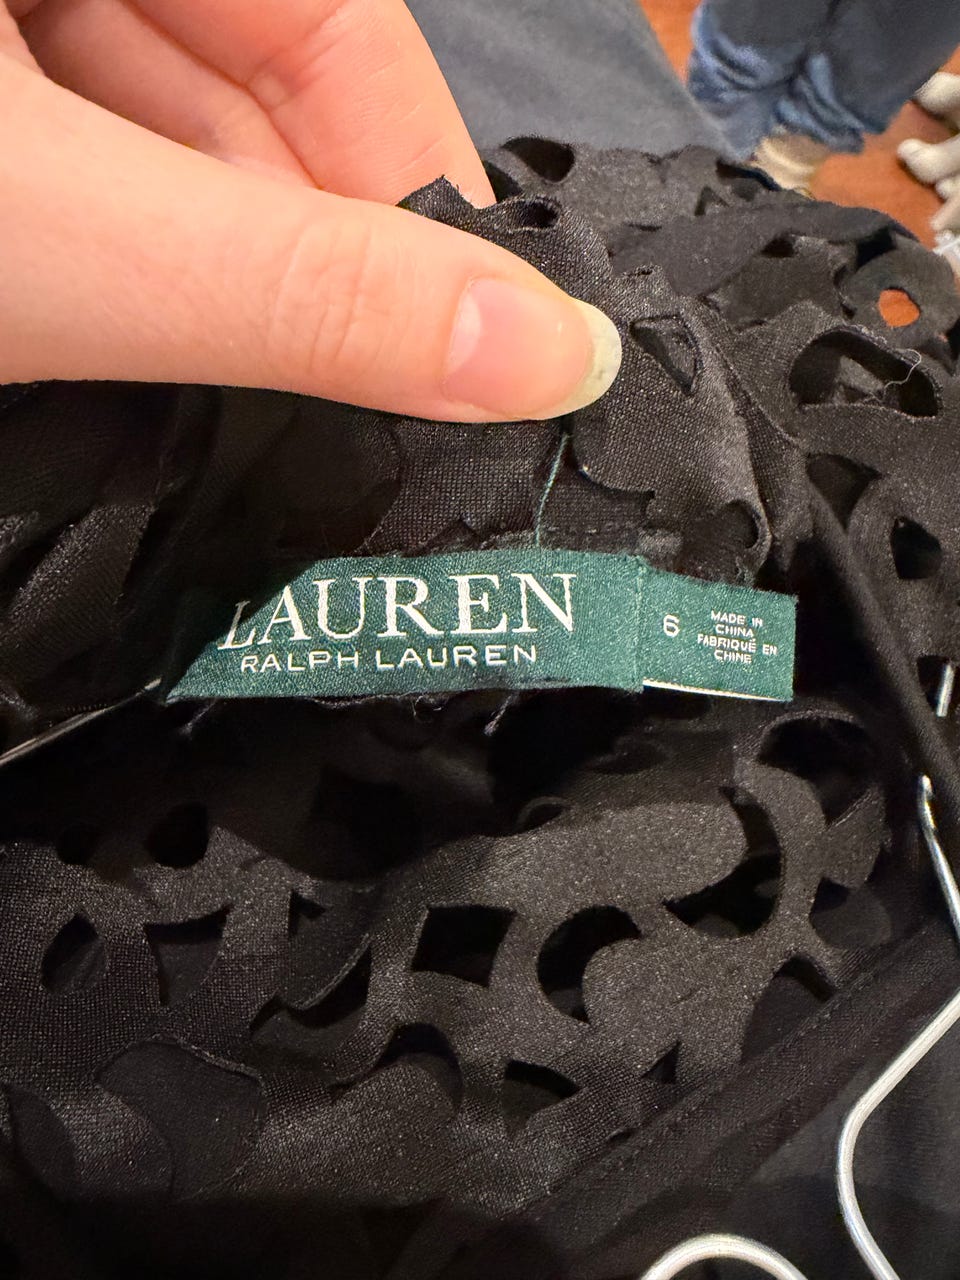 LAUREN
RALPH LAUREN
6
MADE IN
CHINA
FABRIQUÉ EN
CHINE